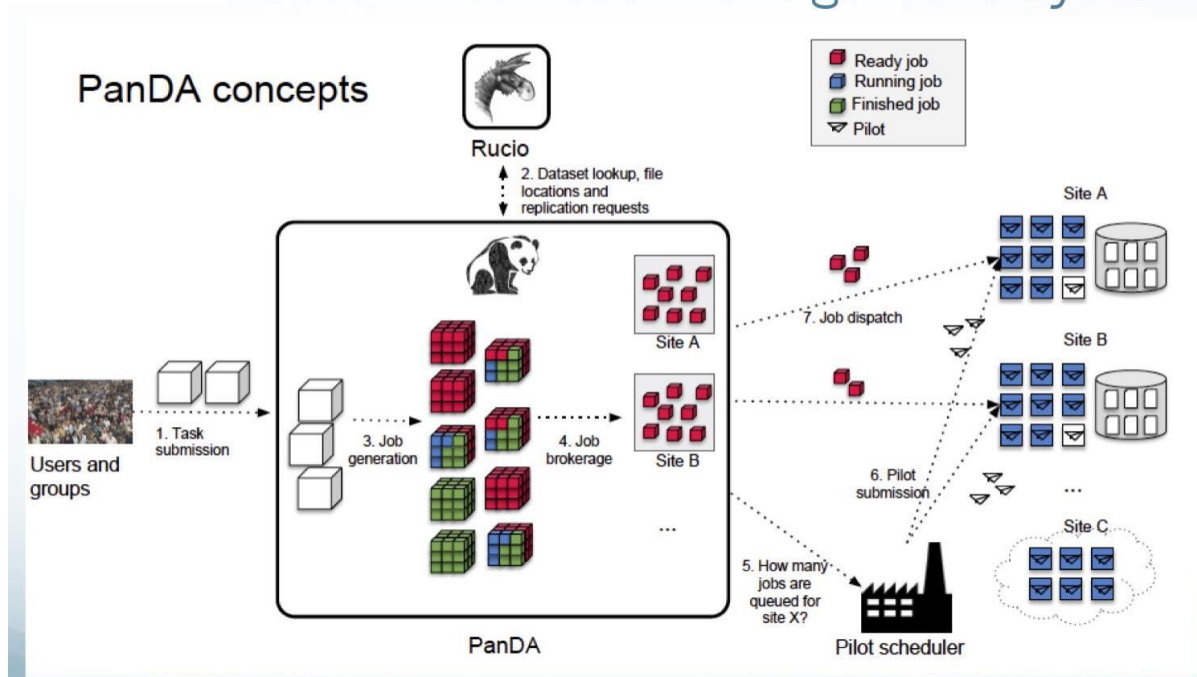 PanDA concepts
Rucio
2. Dataset lookup, file
locations and
replication requests
Ready job
Running job
Finished job
Pilot
Site A
Site B
...
Site C
Users and
groups
1. Task
submission
3. Job
generation
4. Job
brokerage
Site A
Site B
...
7. Job dispatch
6. Pilot
submission
5. How many
jobs are
queued for
site X?
PanDA
Pilot scheduler